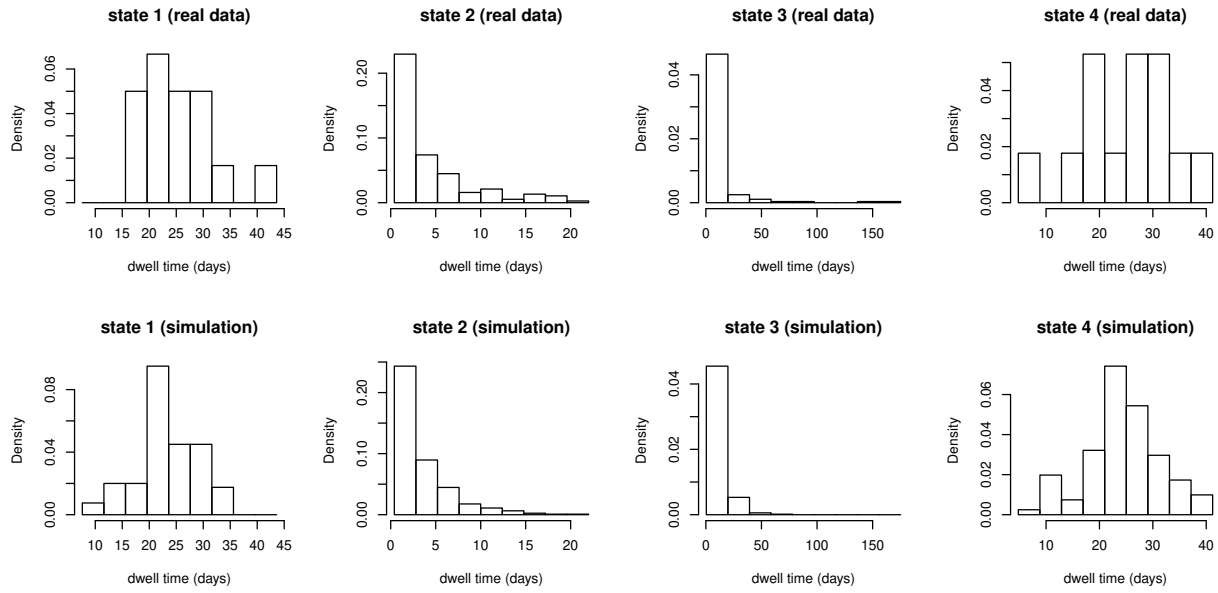 state 1 (real data)
state 2 (real data)
state 3 (real data)
state 4 (real data)
Density
0.00 0.02 0.04 0.06
10 15 20 25 30 35 40 45
dwell time (days)
Density
0.00 0.10 0.20
0 5 10 15 20
dwell time (days)
Density
0.00 0.02 0.04
0 50 100 150
dwell time (days)
Density
0.00 0.02 0.04
10 20 30 40
dwell time (days)
state 1 (simulation)
state 2 (simulation)
state 3 (simulation)
state 4 (simulation)
Density
0.00 0.04 0.08
10 15 20 25 30 35 40 45
dwell time (days)
Density
0.00 0.10 0.20
0 5 10 15 20
dwell time (days)
Density
0.00 0.02 0.04
0 50 100 150
dwell time (days)
Density
0.00 0.02 0.04 0.06
10 20 30 40
dwell time (days)